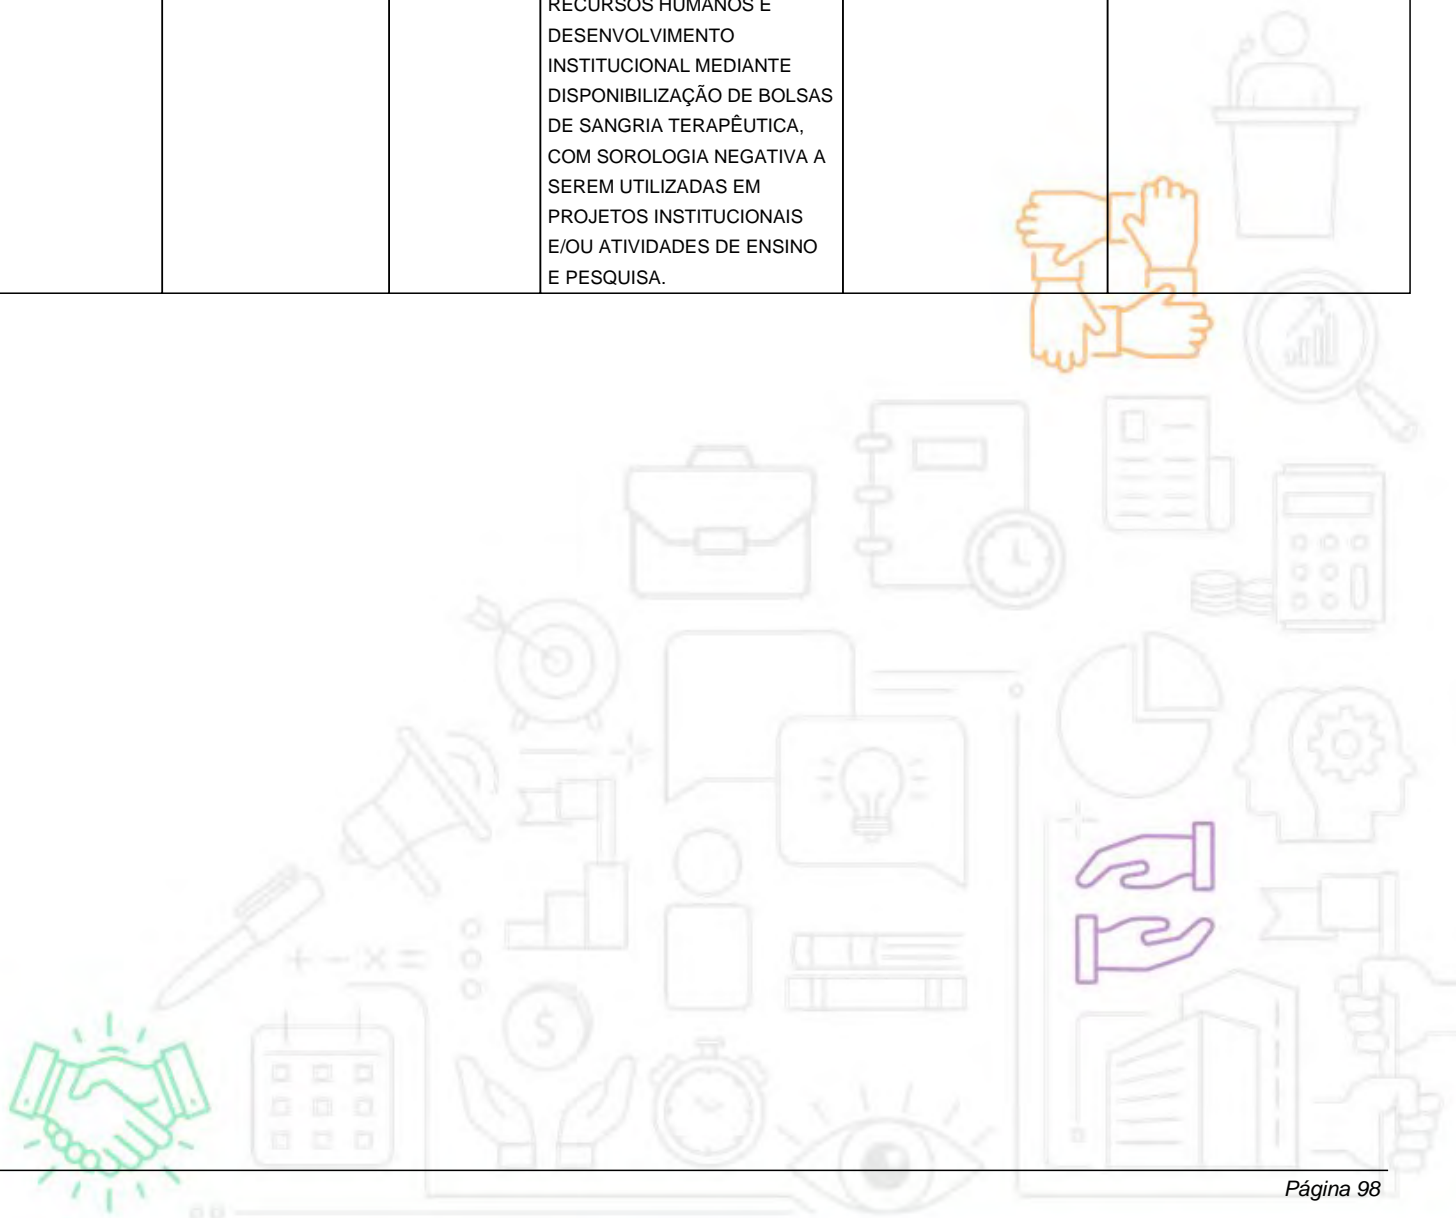 RECURSOS HUMANOS E
DESENVOLVIMENTO
INSTITUCIONAL MEDIANTE
DISPONIBILIZAÇÃO DE BOLSAS
DE SANGRIA TERAPÊUTICA,
COM SOROLOGIA NEGATIVA A
SEREM UTILIZADAS EM
PROJETOS INSTITUCIONAIS
E/OU ATIVIDADES DE ENSINO
E PESQUISA.
Página 98